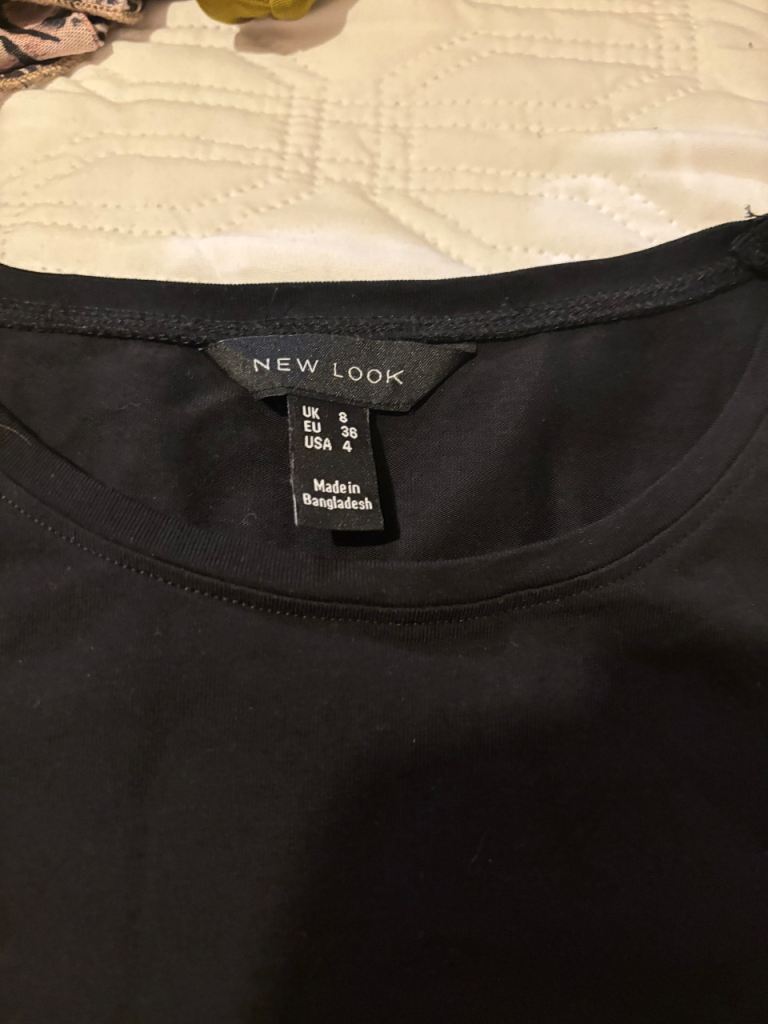 NEW LOOK
UK 8
EU 36
USA 4
Made in
Bangladesh